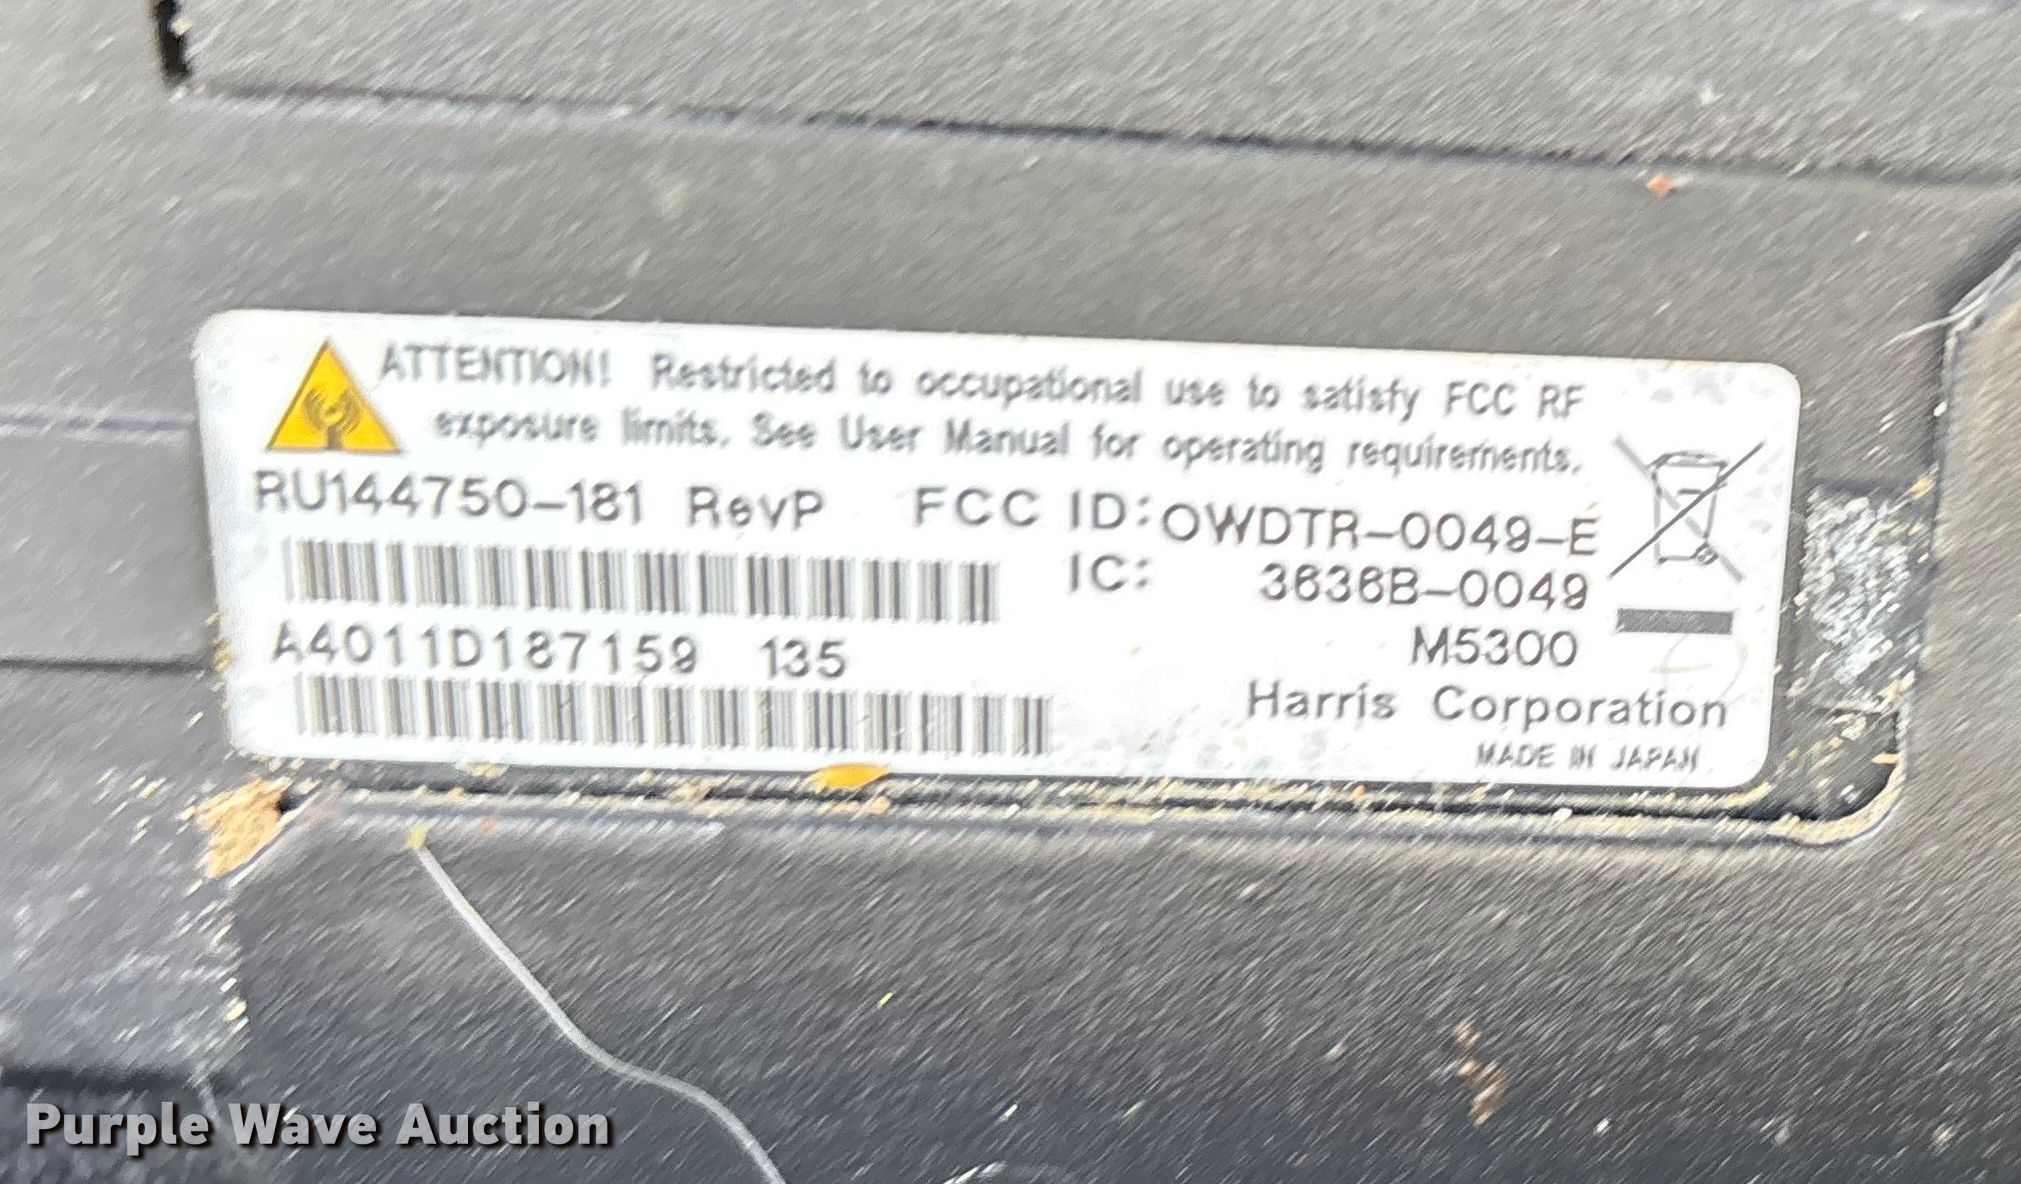 ATTENTION! Restricted to occupational use to satisfy FCC RF
exposure limits. See User Manual for operating requirements.
RU144750-181 RevP FCC ID: OWDTR-0049-E
IC: 3636B-0049
A4011D187159 135
M5300
Harris Corporation
MADE IN JAPAN
Purple Wave Auction